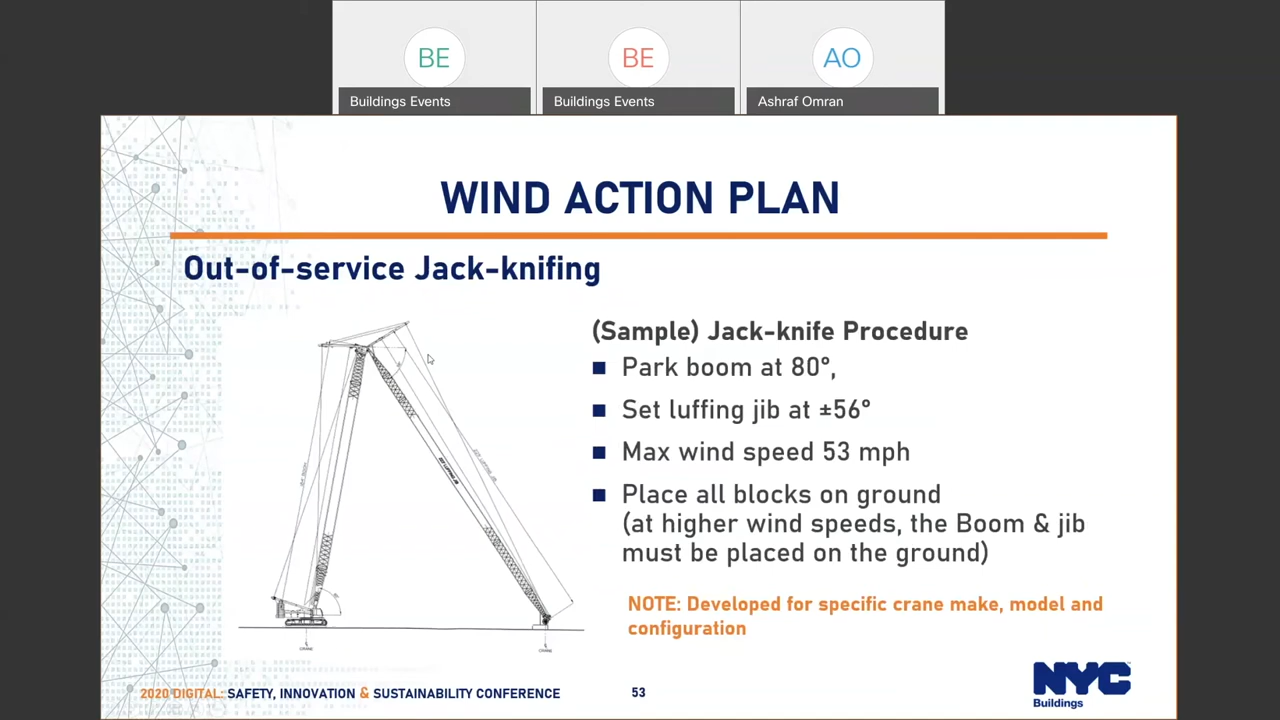 BE
BE
AO
Buildings Events
Buildings Events
Ashraf Omran
WIND ACTION PLAN
Out-of-service Jack-knifing
(Sample) Jack-knife Procedure
Park boom at 80°,
Set luffing jib at ±56°
Max wind speed 53 mph
Place all blocks on ground
(at higher wind speeds, the Boom & jib
must be placed on the ground)
NOTE: Developed for specific crane make, model and
configuration
CRANE
CRANE
2020 DIGITAL: SAFETY, INNOVATION & SUSTAINABILITY CONFERENCE
53
NYC
Buildings